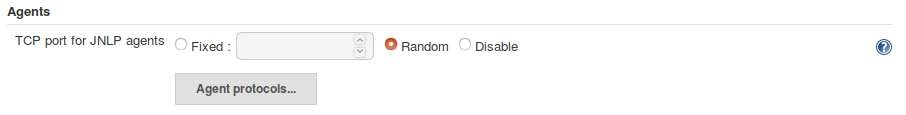 Agents
TCP port for JNLP agents Fixed : Random Disable ?
Agent protocols...